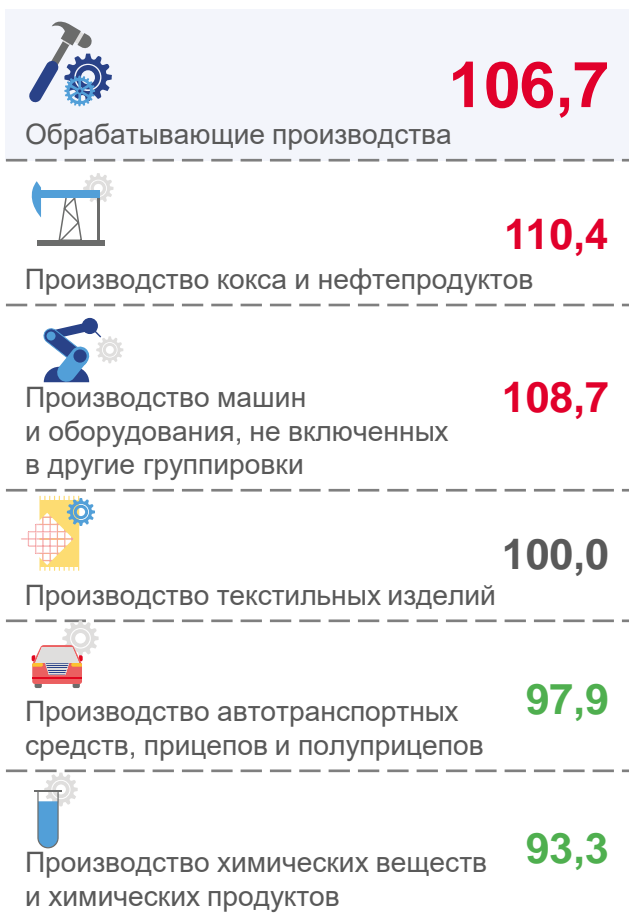 106,7
Обрабатывающие производства
110,4
Производство кокса и нефтепродуктов
Производство машин
108,7
и оборудования, не включенных
в другие группировки
100,0
Производство текстильных изделий
97,9
Производство автотранспортных
средств, прицепов и полуприцепов
93,3
Производство химических веществ
и химических продуктов